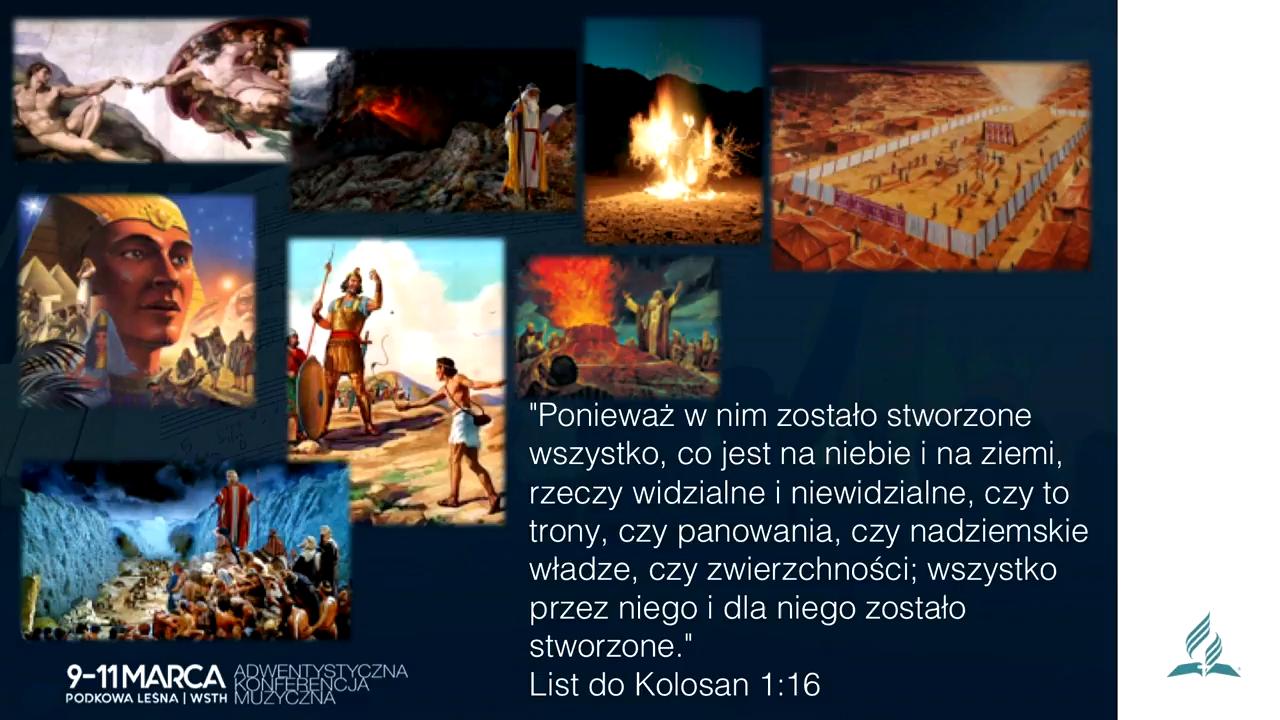 "Ponieważ w nim zostało stworzone
wszystko, co jest na niebie i na ziemi,
rzeczy widzialne i niewidzialne, czy to
trony, czy panowania, czy nadziemskie
władze, czy zwierzchności; wszystko
przez niego i dla niego zostało
stworzone."
List do Kolosan 1:16
9-11 MARCA
PODKOWA LEŚNA | WSTH
ADWENTYSTYCZNA
KONFERENCJA
MUZYCZNA